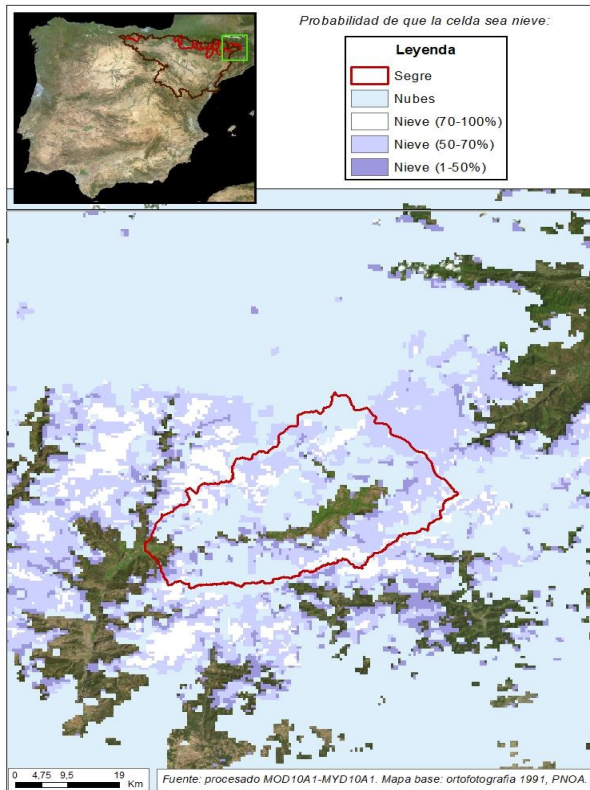 Probabilidad de que la celda sea nieve:
Leyenda
Segre
Nubes
Nieve (70-100%)
Nieve (50-70%)
Nieve (1-50%)
0 4,75 9,5 19
Km
Fuente: procesado MOD10A1-MYD10A1. Mapa base: ortofotografia 1991, PNOA.